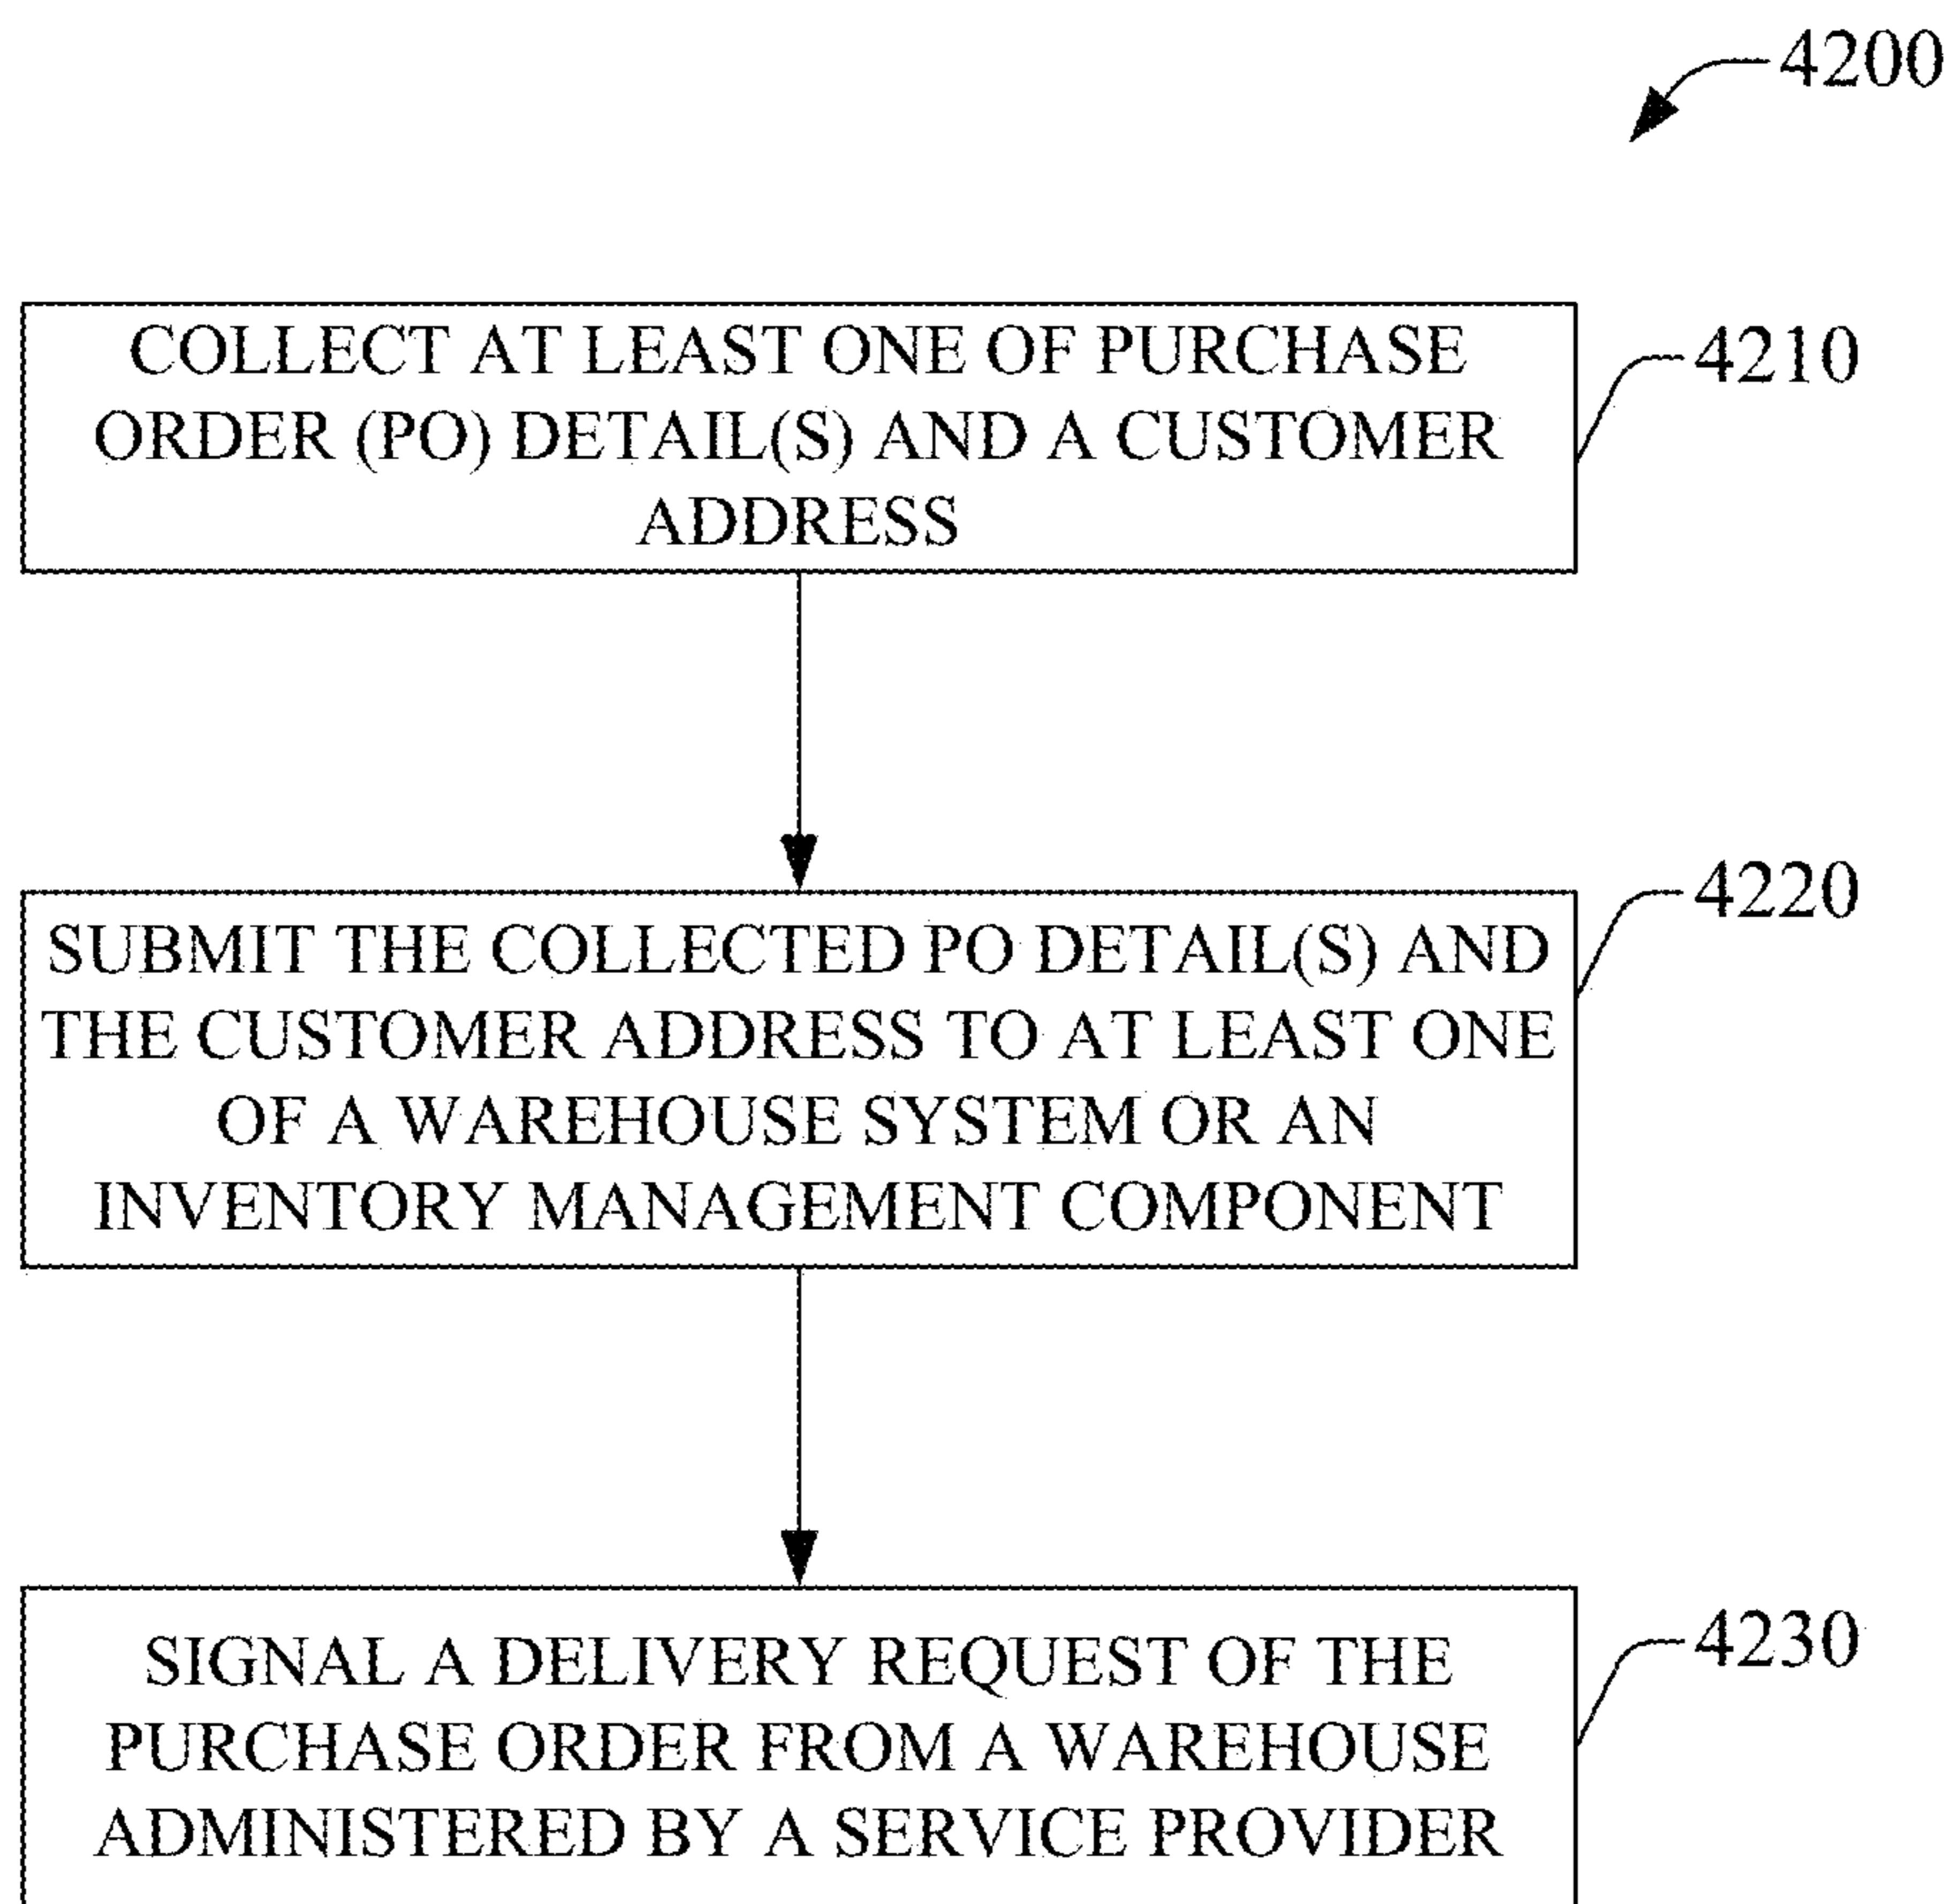 4200
COLLECT AT LEAST ONE OF PURCHASE
ORDER (PO) DETAIL(S) AND A CUSTOMER
ADDRESS
4210
SUBMIT THE COLLECTED PO DETAIL(S) AND
THE CUSTOMER ADDRESS TO AT LEAST ONE
OF A WAREHOUSE SYSTEM OR AN
INVENTORY MANAGEMENT COMPONENT
4220
SIGNAL A DELIVERY REQUEST OF THE
PURCHASE ORDER FROM A WAREHOUSE
ADMINISTERED BY A SERVICE PROVIDER
4230